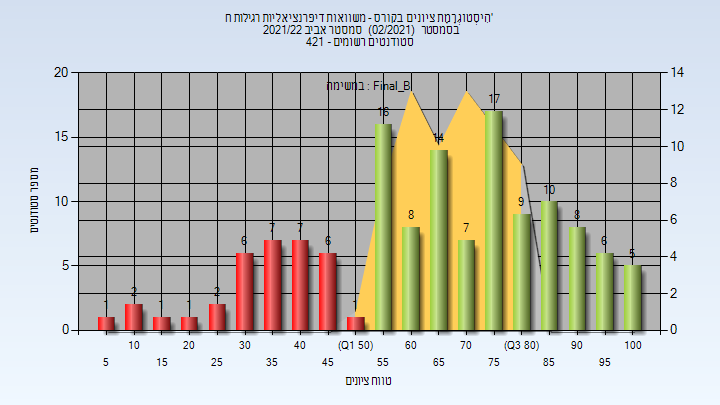 היסטוגרמת ציונים בקורס - משוואות דיפרנציאליות רגילות ח'
בסמסטר (02/2021) סמסטר אביב 2021/22
סטודנטים רשומים - 421
במשימה : Final_B
מספר סטודנטים
20
15
10
5
0
14
12
10
8
6
4
2
0
1 2 1 1 2 6 7 7 6 1 16 8 14 7 17 9 10 8 6 5
10 20 30 40 (Q1 50) 60 70 (Q3 80) 90 100
5 15 25 35 45 55 65 75 85 95
טווח ציונים